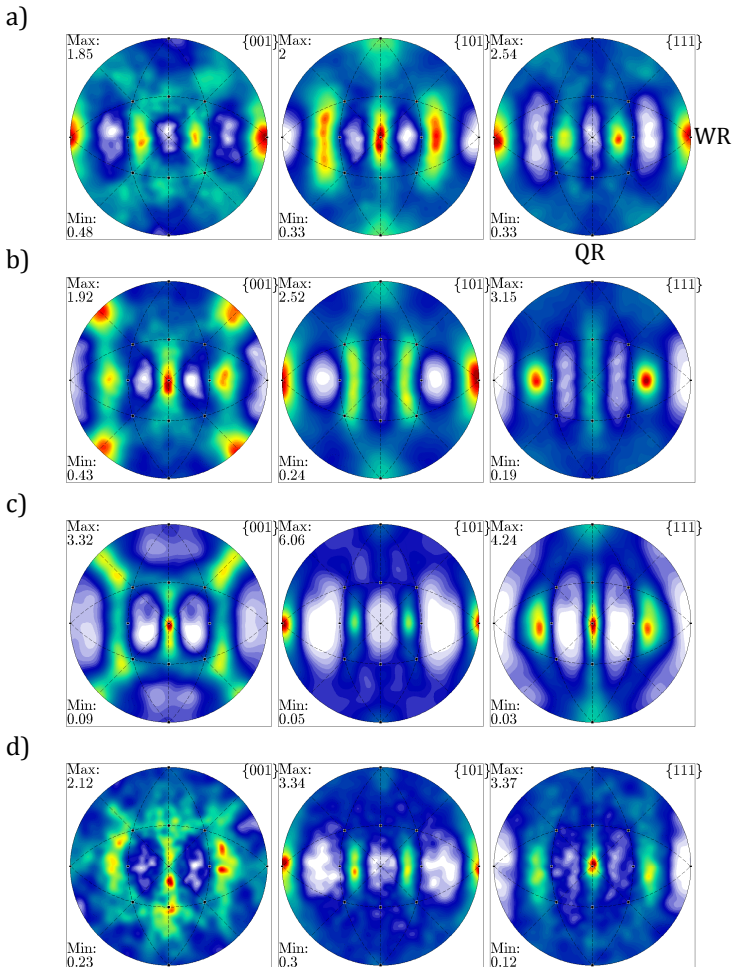 a)
Max:
1.85
{001}
Max:
2
{101}
Max:
2.54
{111}
WR
Min:
0.48
Min:
0.33
Min:
0.33
QR
b)
Max:
1.92
{001}
Max:
2.52
{101}
Max:
3.15
{111}
Min:
0.43
Min:
0.24
Min:
0.19
c)
Max:
3.32
{001}
Max:
6.06
{101}
Max:
4.24
{111}
Min:
0.09
Min:
0.05
Min:
0.03
d)
Max:
2.12
{001}
Max:
3.34
{101}
Max:
3.37
{111}
Min:
0.23
Min:
0.3
Min:
0.12